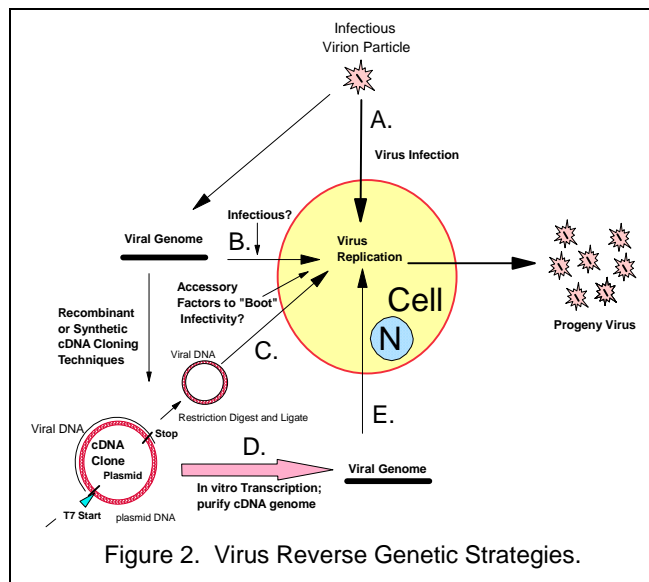 Infectious
Virion Particle
A.
Virus Infection
Infectious?
Viral Genome
B.
Virus
Replication
Accessory
Factors to "Boot"
Infectivity?
Cell
N
Progeny Virus
Recombinant
or Synthetic
cDNA Cloning
Techniques
C.
Viral DNA
Restriction Digest and Ligate
E.
Viral DNA
Stop
cDNA
Clone
Plasmid
D.
Viral Genome
In vitro Transcription;
purify cDNA genome
T7 Start
plasmid DNA
Figure 2. Virus Reverse Genetic Strategies.